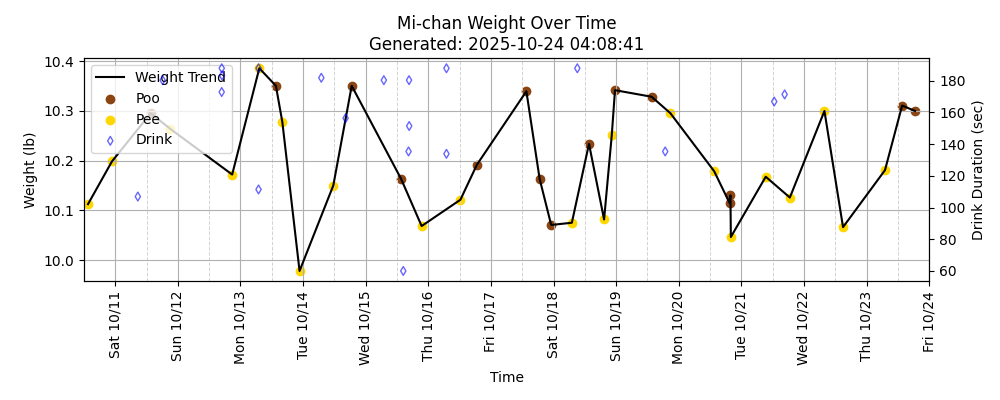 Mi-chan Weight Over Time
Generated: 2025-10-24 04:08:41
Weight (lb)
10.4
10.3
10.2
10.1
10.0
Weight Trend
Poo
Pee
Drink
180
160
140
120
100
80
60
Drink Duration (sec)
Sat 10/11
Sun 10/12
Mon 10/13
Tue 10/14
Wed 10/15
Thu 10/16
Fri 10/17
Sat 10/18
Sun 10/19
Mon 10/20
Tue 10/21
Wed 10/22
Thu 10/23
Fri 10/24
Time